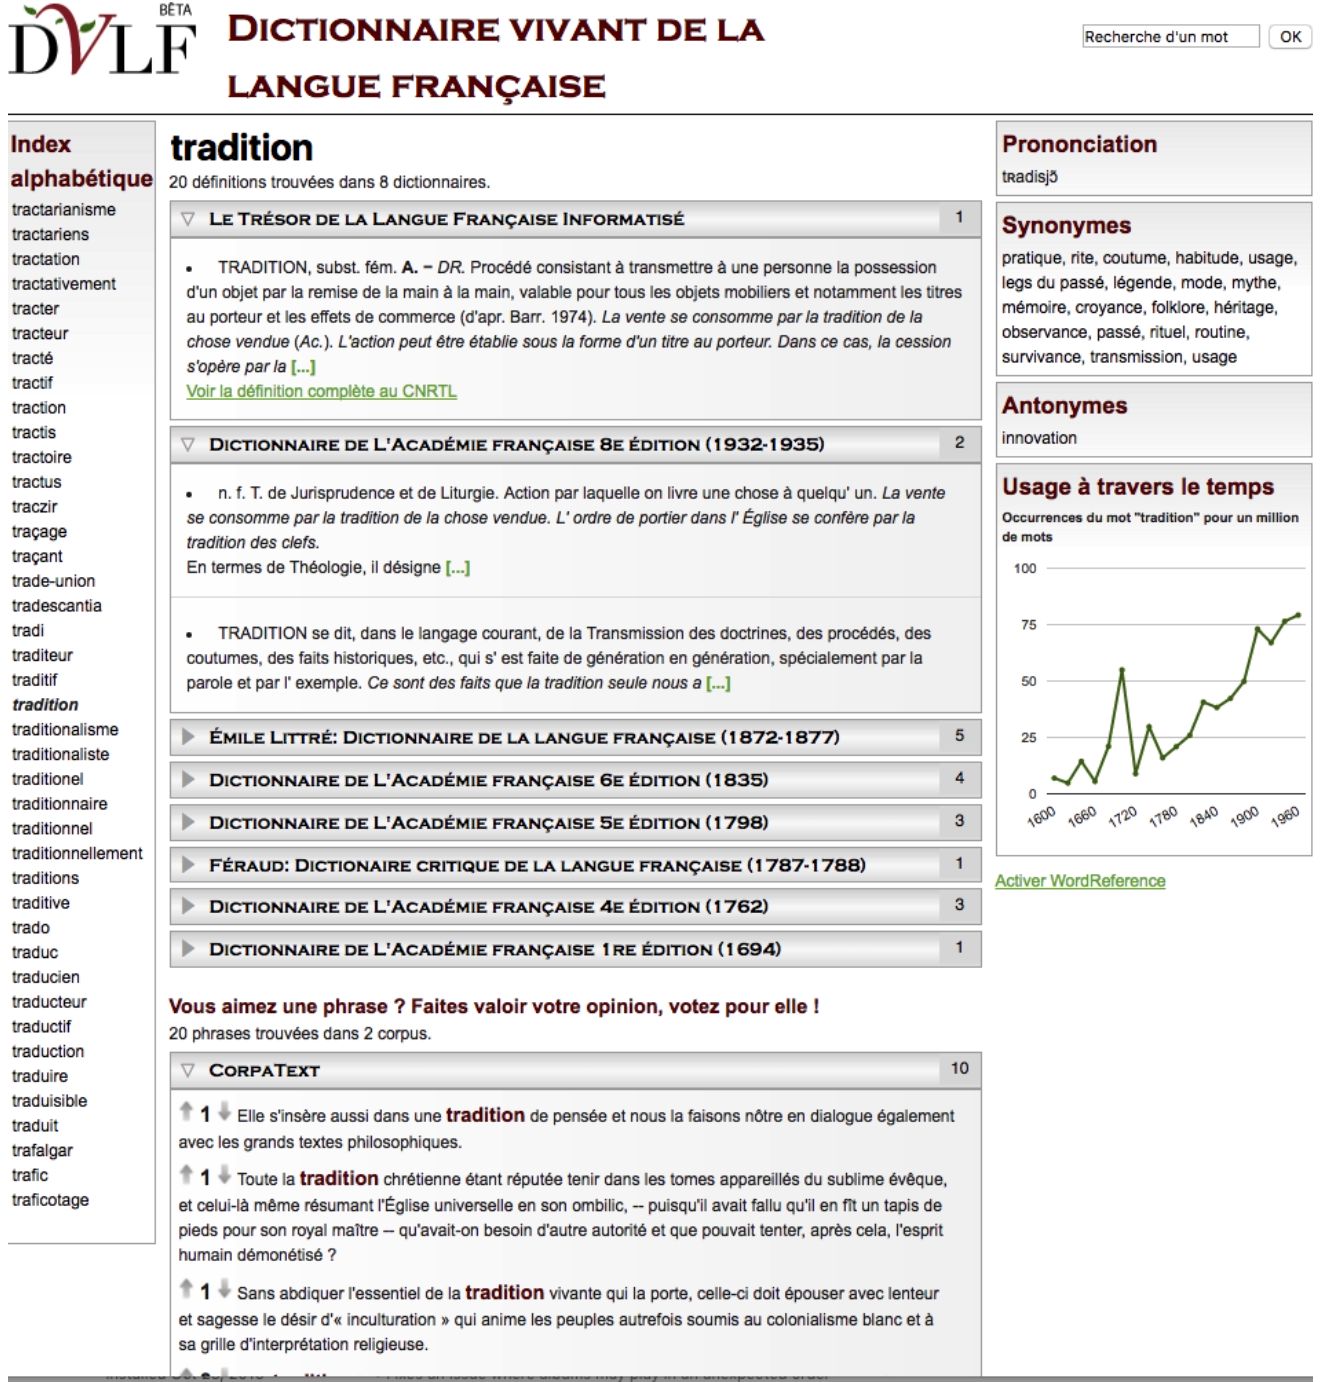 BÊTA
DVLF
DICTIONNAIRE VIVANT DE LA
LANGUE FRANÇAISE
Recherche d'un mot
OK
Index
alphabétique
tractarianisme
tractariens
tractation
tractativement
tracter
tracteur
tracté
tractif
traction
tractis
tractoire
tractus
traczir
traçage
traçant
trade-union
tradescantia
tradi
traditeur
traditif
tradition
traditionalisme
traditionaliste
traditionel
traditionnaire
traditionnel
traditionnellement
traditions
traditive
trado
traduc
traducien
traducteur
traductif
traduction
traduire
traduisible
traduit
trafalgar
trafic
traficotage
tradition
20 définitions trouvées dans 8 dictionnaires.
LE TRÉSOR DE LA LANGUE FRANÇAISE INFORMATISÉ 1
• TRADITION, subst. fém. A. − DR. Procédé consistant à transmettre à une personne la possession
d'un objet par la remise de la main à la main, valable pour tous les objets mobiliers et notamment les titres
au porteur et les effets de commerce (d'apr. Barr. 1974). La vente se consomme par la tradition de la
chose vendue (Ac.). L'action peut être établie sous la forme d'un titre au porteur. Dans ce cas, la cession
s'opère par la [...]
Voir la définition complète au CNRTL
DICTIONNAIRE DE L'ACADÉMIE FRANÇAISE 8E ÉDITION (1932-1935) 2
• n. f. T. de Jurisprudence et de Liturgie. Action par laquelle on livre une chose à quelqu' un. La vente
se consomme par la tradition de la chose vendue. L' ordre de portier dans l' Église se confère par la
tradition des clefs.
En termes de Théologie, il désigne [...]
• TRADITION se dit, dans le langage courant, de la Transmission des doctrines, des procédés, des
coutumes, des faits historiques, etc., qui s' est faite de génération en génération, spécialement par la
parole et par l' exemple. Ce sont des faits que la tradition seule nous a [...]
ÉMILE LITTRÉ: DICTIONNAIRE DE LA LANGUE FRANÇAISE (1872-1877) 5
DICTIONNAIRE DE L'ACADÉMIE FRANÇAISE 6E ÉDITION (1835) 4
DICTIONNAIRE DE L'ACADÉMIE FRANÇAISE 5E ÉDITION (1798) 3
FÉRAUD: DICTIONAIRE CRITIQUE DE LA LANGUE FRANÇAISE (1787-1788) 1
DICTIONNAIRE DE L'ACADÉMIE FRANÇAISE 4E ÉDITION (1762) 3
DICTIONNAIRE DE L'ACADÉMIE FRANÇAISE 1RE ÉDITION (1694) 1
Vous aimez une phrase ? Faites valoir votre opinion, votez pour elle !
20 phrases trouvées dans 2 corpus.
CORPATEXT 10
1 Elle s'insère aussi dans une tradition de pensée et nous la faisons nôtre en dialogue également
avec les grands textes philosophiques.
1 Toute la tradition chrétienne étant réputée tenir dans les tomes appareillés du sublime évêque,
et celui-là même résumant l'Église universelle en son ombilic, -- puisqu'il avait fallu qu'il en fît un tapis de
pieds pour son royal maître -- qu'avait-on besoin d'autre autorité et que pouvait tenter, après cela, l'esprit
humain démonétisé ?
1 Sans abdiquer l'essentiel de la tradition vivante qui la porte, celle-ci doit épouser avec lenteur
et sagesse le désir d'« inculturation » qui anime les peuples autrefois soumis au colonialisme blanc et à
sa grille d'interprétation religieuse.
Prononciation
tʀadisjɔ̃
Synonymes
pratique, rite, coutume, habitude, usage,
legs du passé, légende, mode, mythe,
mémoire, croyance, folklore, héritage,
observance, passé, rituel, routine,
survivance, transmission, usage
Antonymes
innovation
Usage à travers le temps
Occurrences du mot "tradition" pour un million
de mots
100
75
50
25
0
1600 1660 1720 1780 1840 1900 1960
Activer WordReference